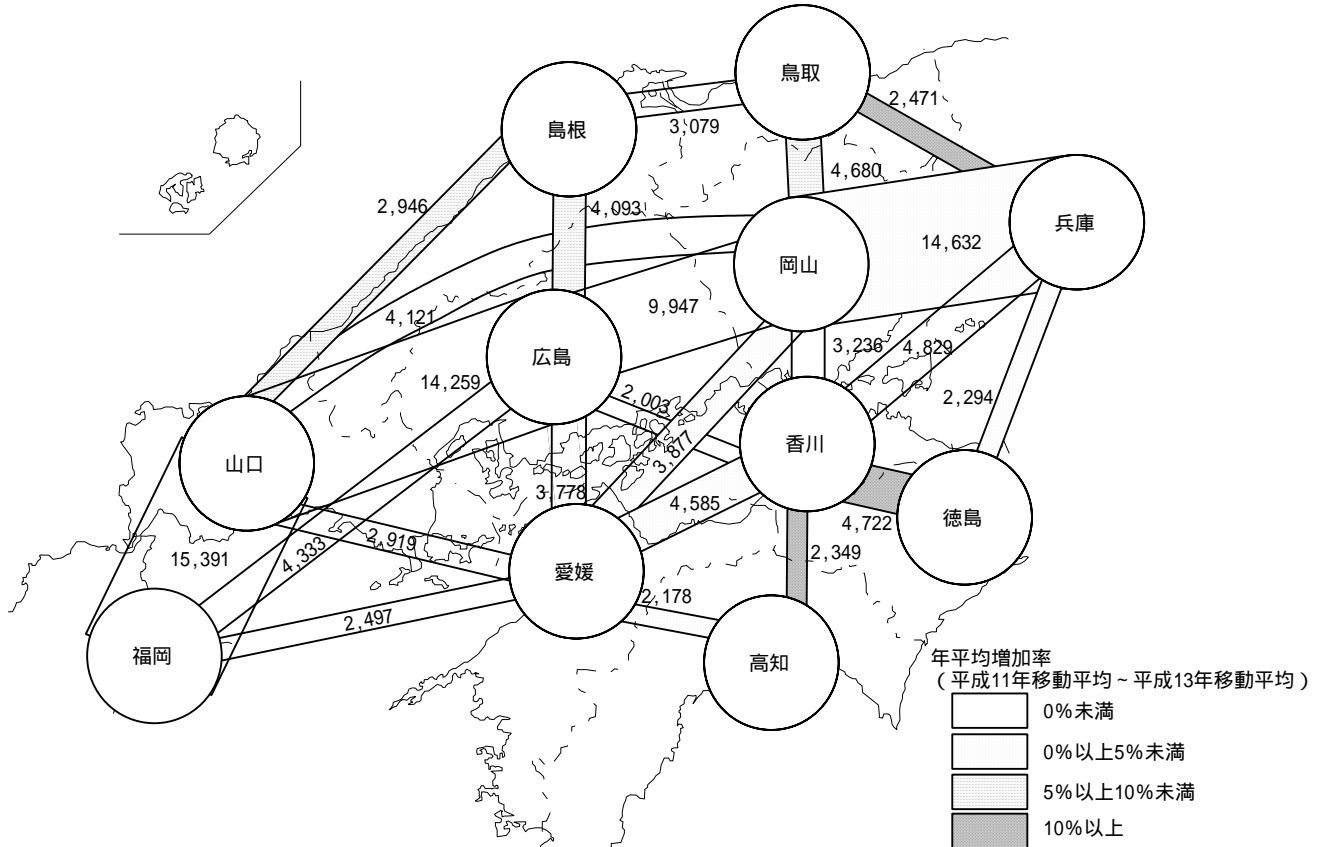 鳥取
2,471
島根
3,079
4,680
2,946
4,093
兵庫
14,632
岡山
9,947
4,121
3,236
4,829
広島
14,259
2,003
2,294
香川
3,877
山口
3,778
4,585
4,722
徳島
2,919
2,349
15,391
4,333
愛媛
2,178
2,497
福岡
高知
年平均増加率
(平成11年移動平均~平成13年移動平均)
0%未満
0%以上5%未満
5%以上10%未満
10%以上